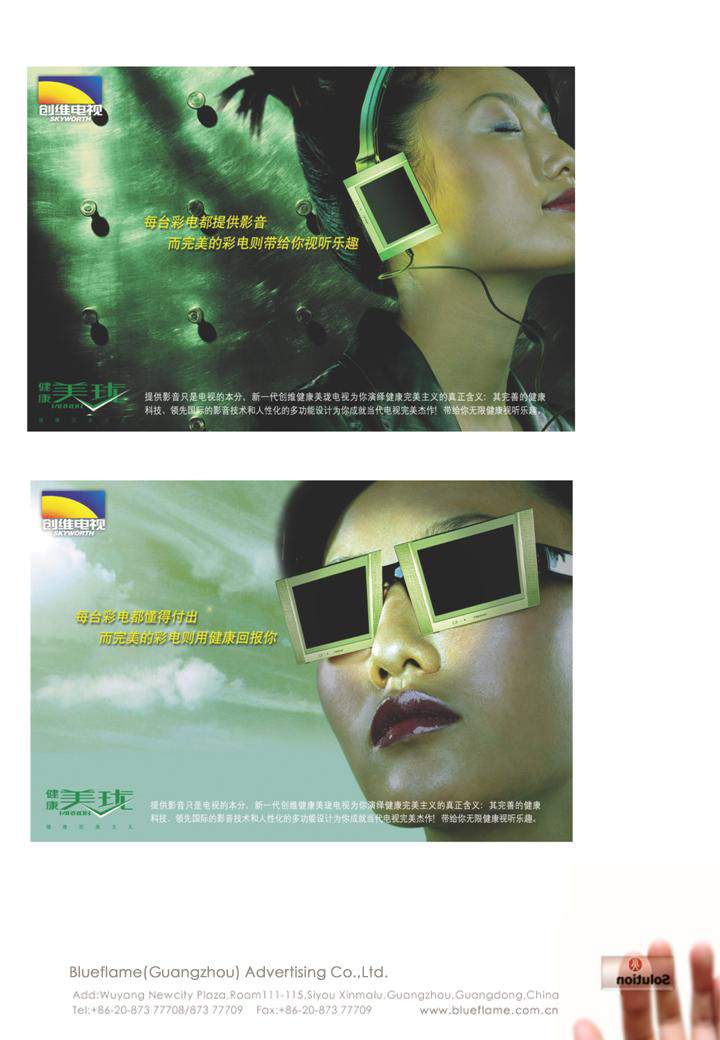 创维电视
SKYWORTH
每台彩电都提供影音
而完美的彩电则带给你视听乐趣
健康
美珑
提供影音只是电视的本分、新一代创维健康美珑电视为你演绎健康完美主义的真正含义：其完善的健康
科技、领先国际的影音技术和人性化的多功能设计为你成就当代电视完美杰作！带给你无限健康视听乐趣。
创维电视
SKYWORTH
每台彩电都懂得付出
而完美的彩电则用健康回报你
健康
美珑
健康完美主义
提供影音只是电视的本分、新一代创维健康美珑电视为你演绎健康完美主义的真正含义：其完善的健康
科技、领先国际的影音技术和人性化的多功能设计为你成就当代电视完美杰作！带给你无限健康视听乐趣。
Blueflame(Guangzhou) Advertising Co.,Ltd.
Add:Wuyang Newcity Plaza,Room111-115,Siyou Xinmalu,Guangzhou,Guangdong,China
Tel:+86-20-873 77708/873 77709 Fax:+86-20-873 77709 www.blueflame.com.cn
Solution